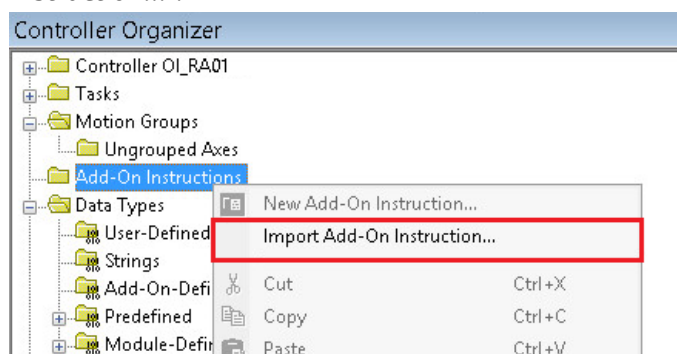 Controller Organizer
Controller OI_RA01
Tasks
Motion Groups
Ungrouped Axes
Add-On Instructions
Data Types
New Add-On Instruction...
User-Defined
Import Add-On Instruction...
Strings
Add-On-Defi
Cut Ctrl+X
Predefined
Copy Ctrl+C
Module-Defin
Paste Ctrl+V